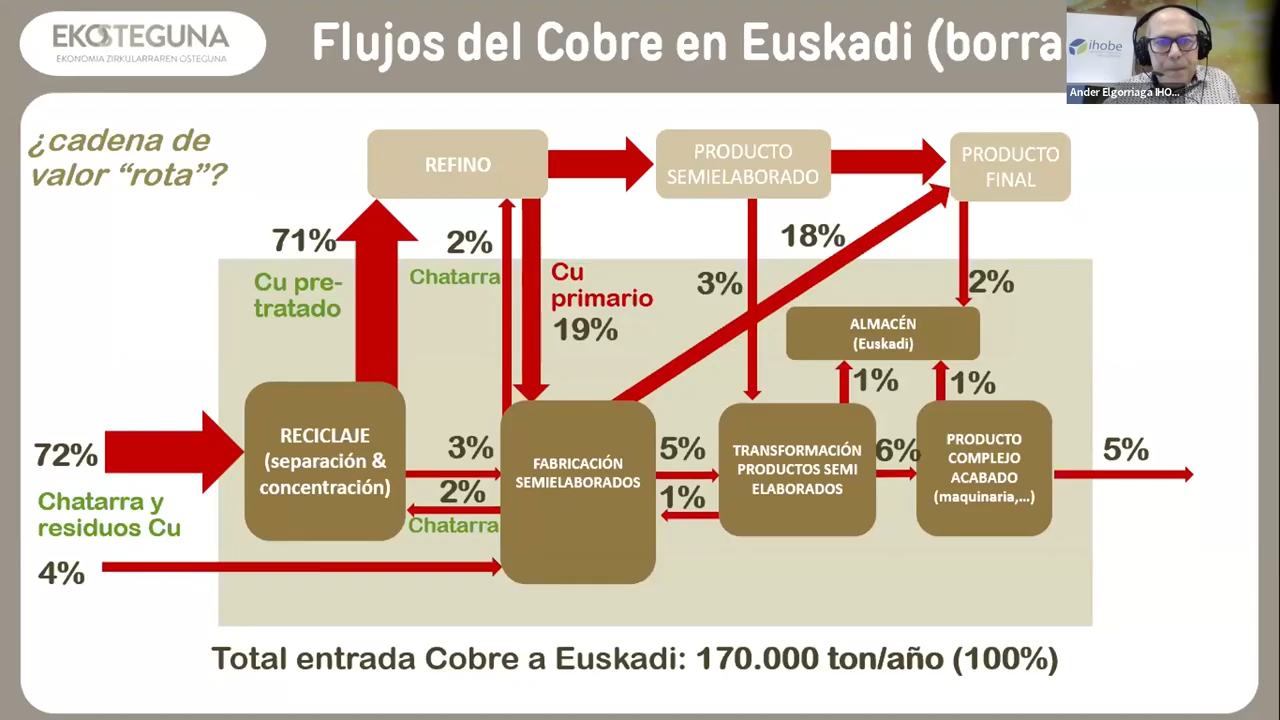 EKOSTEGUNA
EKONOMIA ZIRKULARRAREN OSTEGUNA
Flujos del Cobre en Euskadi (borra
ihobe
Ander Elgorriaga IHO...
¿cadena de
valor “rota”?
REFINO
PRODUCTO
SEMIELABORADO
PRODUCTO
FINAL
71%
2%
18%
Cu pre-
tratado
Chatarra
Cu
primario
19%
3%
2%
ALMACÉN
(Euskadi)
1%
1%
72%
RECICLAJE
(separación &
concentración)
3%
2%
Chatarra
FABRICACIÓN
SEMIELABORADOS
5%
1%
TRANSFORMACIÓN
PRODUCTOS SEMI
ELABORADOS
6%
PRODUCTO
COMPLEJO
ACABADO
(maquinaria,...)
5%
Chatarra y
residuos Cu
4%
Total entrada Cobre a Euskadi: 170.000 ton/año (100%)